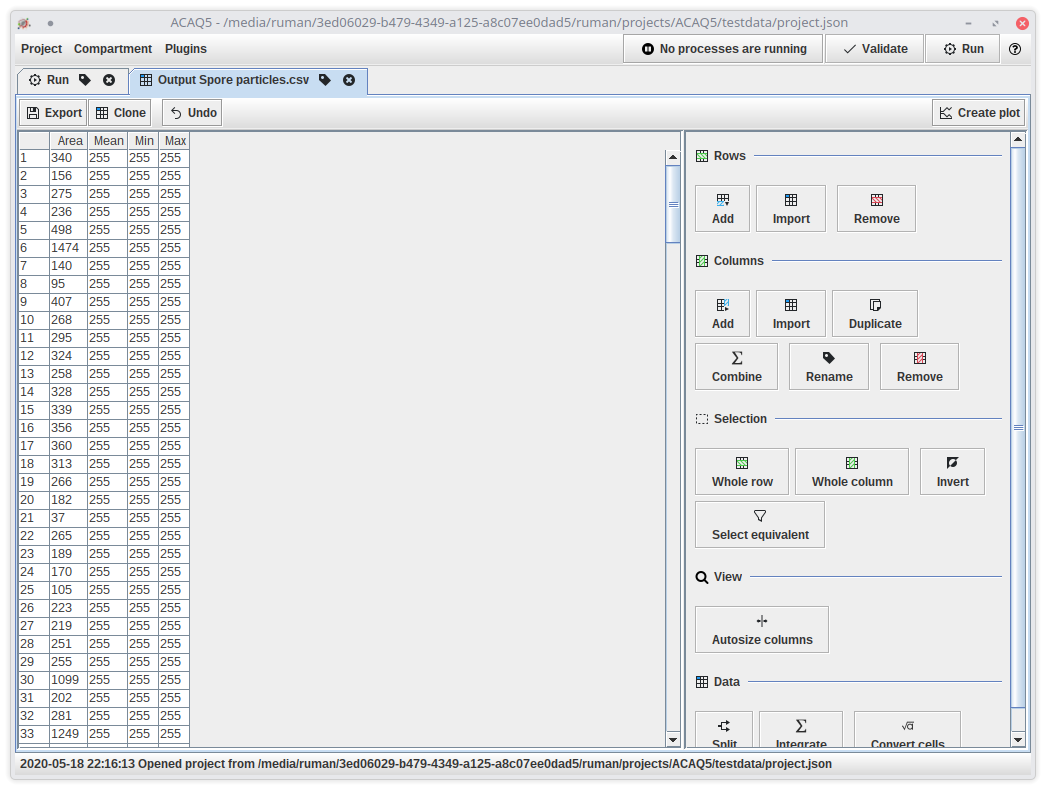 ACAQ5 - /media/ruman/3ed06029-b479-4349-a125-a8c07ee0dad5/ruman/projects/ACAQ5/testdata/project.json
Project Compartment Plugins No processes are running Validate Run
Run Output Spore particles.csv
Export Clone Undo Create plot
Area Mean Min Max
1 340 255 255 255
2 156 255 255 255
3 275 255 255 255
4 236 255 255 255
5 498 255 255 255
6 1474 255 255 255
7 140 255 255 255
8 95 255 255 255
9 407 255 255 255
10 268 255 255 255
11 295 255 255 255
12 324 255 255 255
13 258 255 255 255
14 328 255 255 255
15 339 255 255 255
16 356 255 255 255
17 360 255 255 255
18 313 255 255 255
19 266 255 255 255
20 182 255 255 255
21 37 255 255 255
22 265 255 255 255
23 189 255 255 255
24 170 255 255 255
25 105 255 255 255
26 223 255 255 255
27 219 255 255 255
28 251 255 255 255
29 255 255 255 255
30 1099 255 255 255
31 202 255 255 255
32 281 255 255 255
33 1249 255 255 255
Rows
Add Import Remove
Columns
Add Import Duplicate
Combine Rename Remove
Selection
Whole row Whole column Invert
Select equivalent
View
Autosize columns
Data
Split Integrate Convert cells
2020-05-18 22:16:13 Opened project from /media/ruman/3ed06029-b479-4349-a125-a8c07ee0dad5/ruman/projects/ACAQ5/testdata/project.json